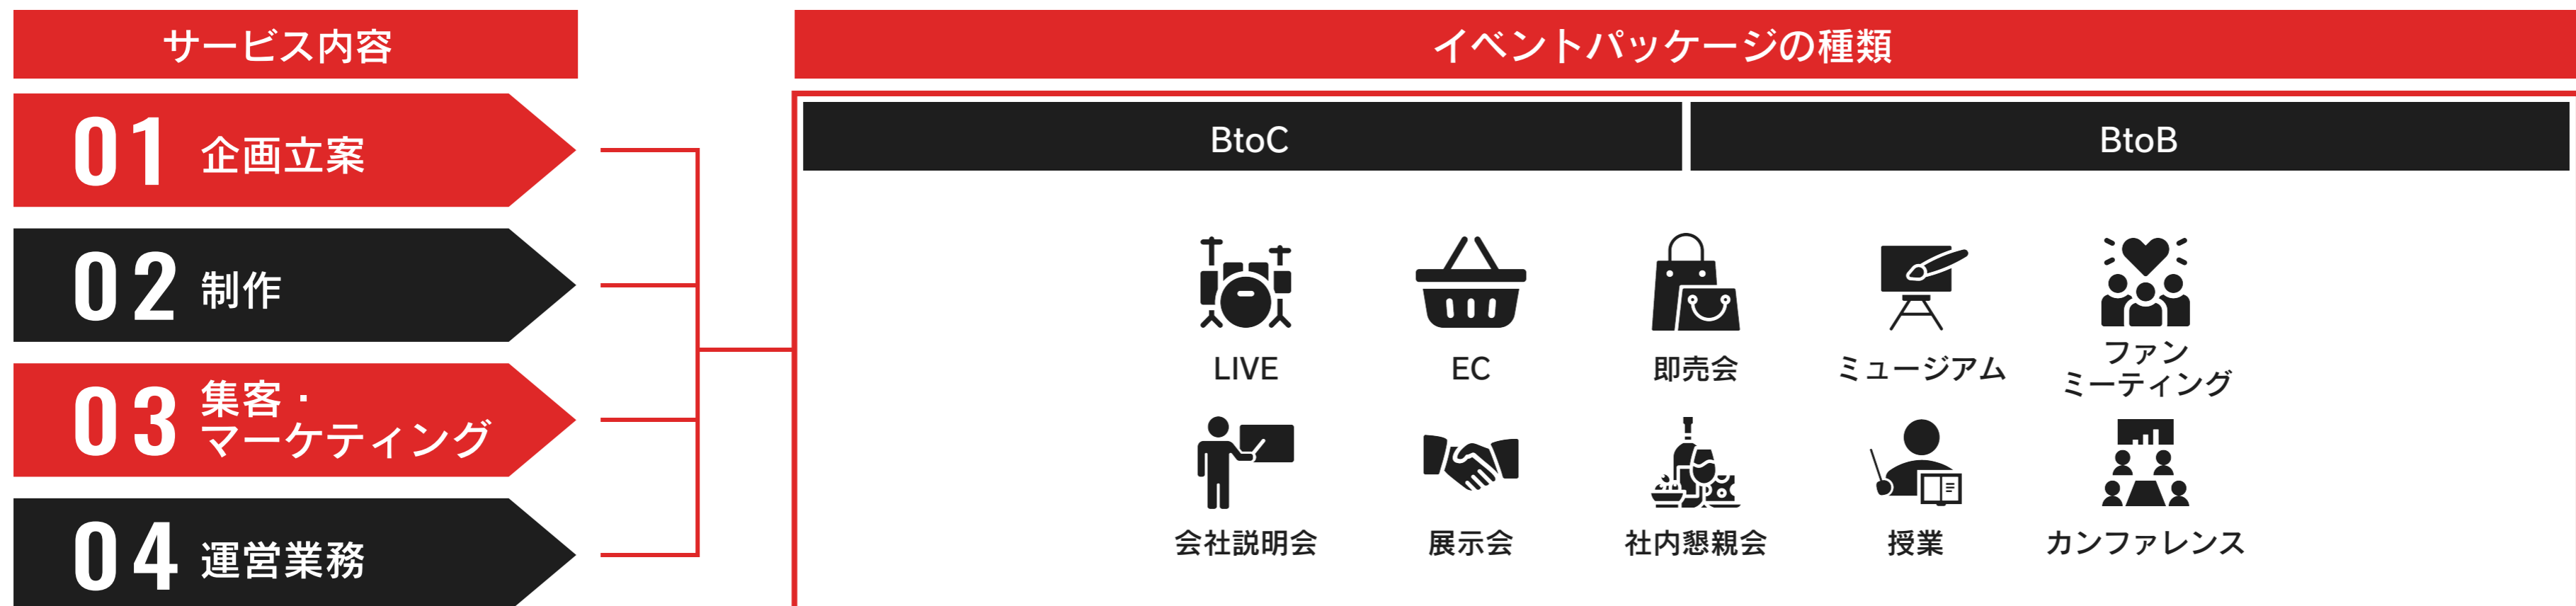 サービス内容
01 企画立案
02 制作
03 集客・
マーケティング
04 運営業務
イベントパッケージの種類
BtoC
BtoB
LIVE
EC
即売会
ミュージアム
ファン
ミーティング
会社説明会
展示会
社内懇親会
授業
カンファレンス